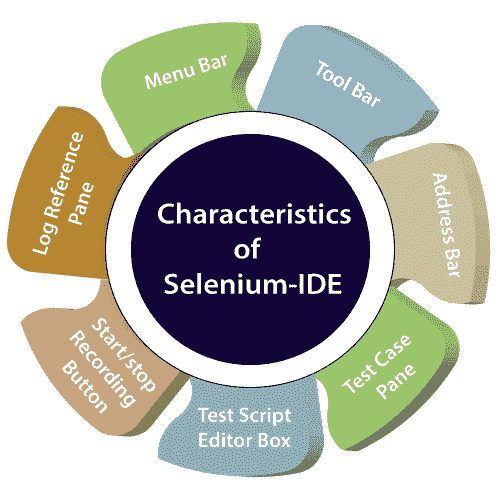 Characteristics
of
Selenium-IDE
Menu Bar
Tool Bar
Address Bar
Test Case
Pane
Test Script
Editor Box
Start/stop
Recording
Button
Log Reference
Pane